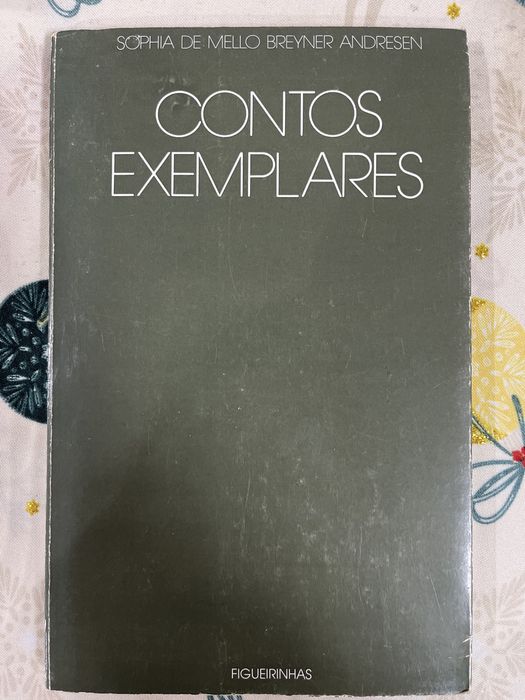 SOPHIA DE MELLO BREYNER ANDRESEN
CONTOS
EXEMPLARES
FIGUEIRINHAS